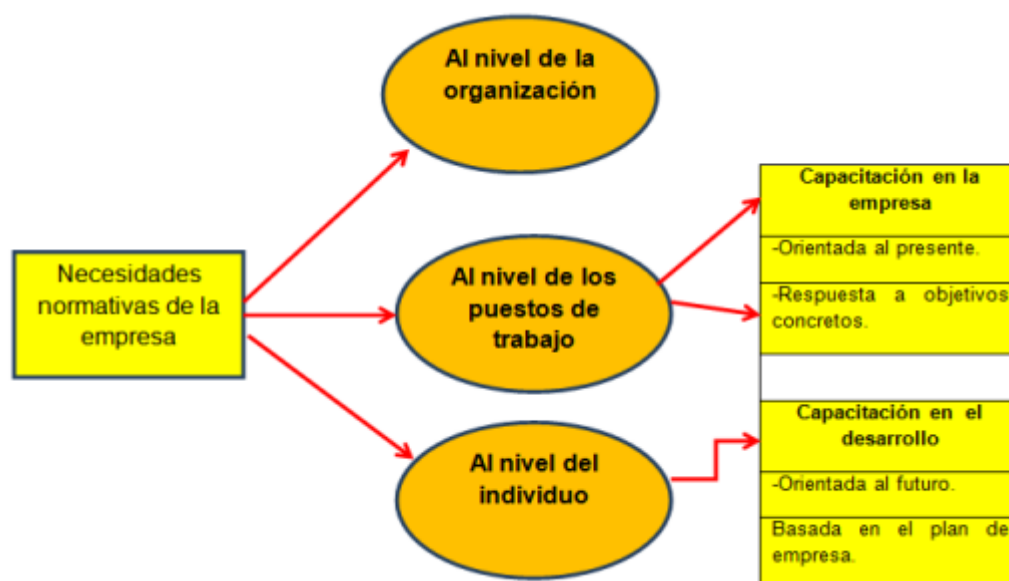 Al nivel de la
organización
Capacitación en la
empresa
-Orientada al presente.
-Respuesta a objetivos
concretos.
Necesidades
normativas de la
empresa
Al nivel de los
puestos de
trabajo
Capacitación en el
desarrollo
-Orientada al futuro.
Basada en el plan de
empresa.
Al nivel del
individuo